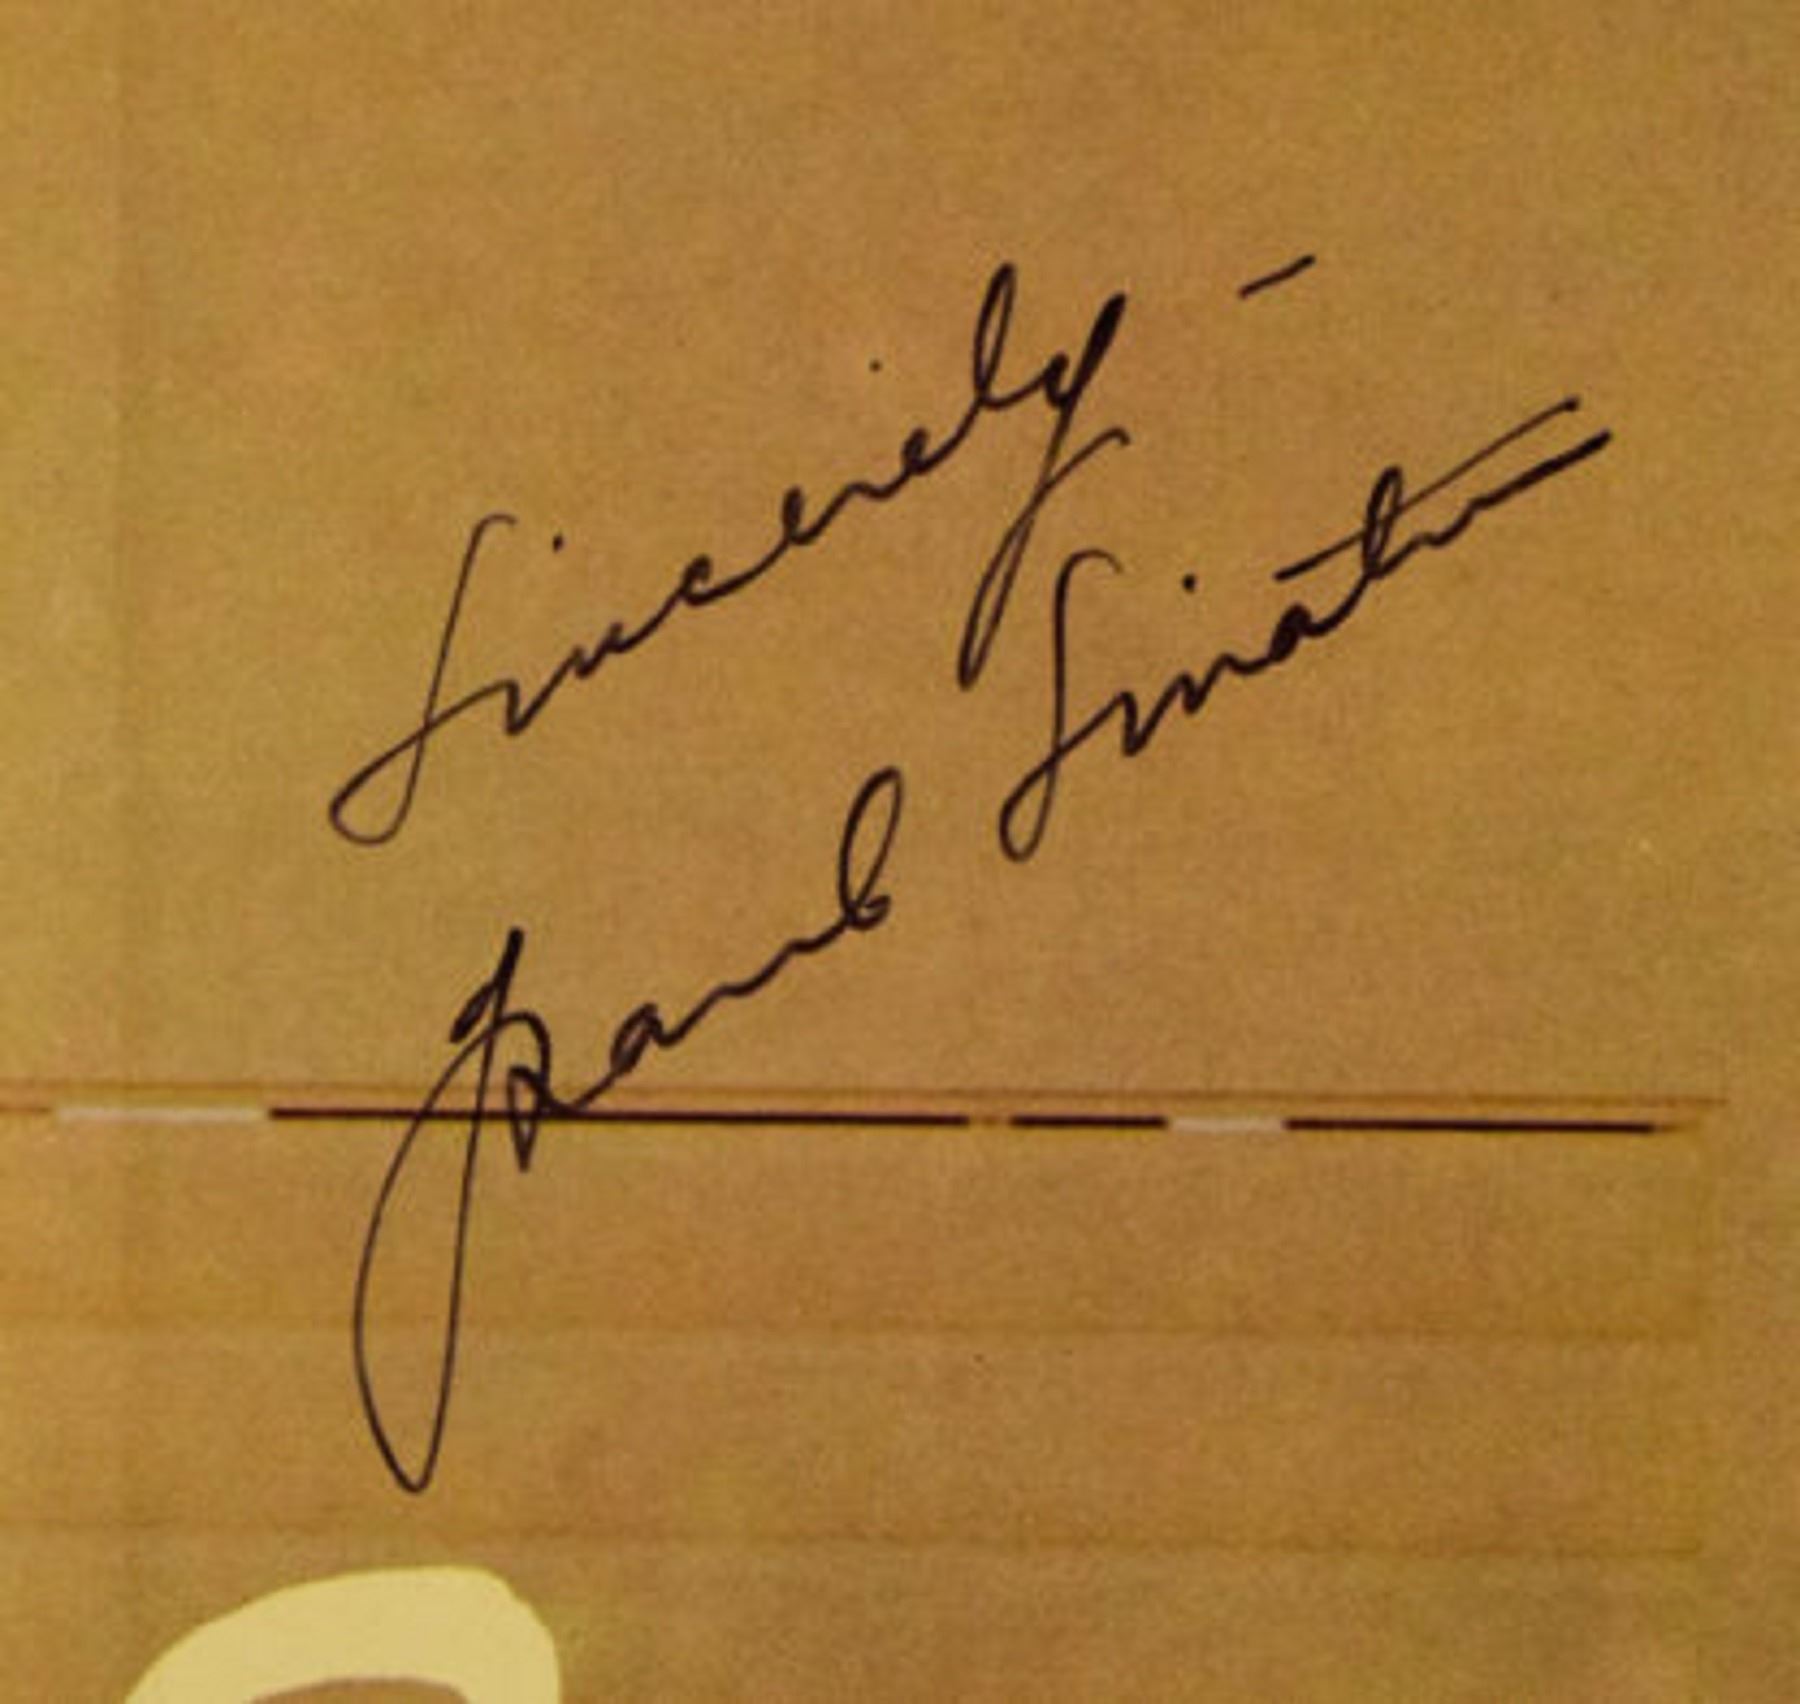 Sincerely –
Frank Sinatra